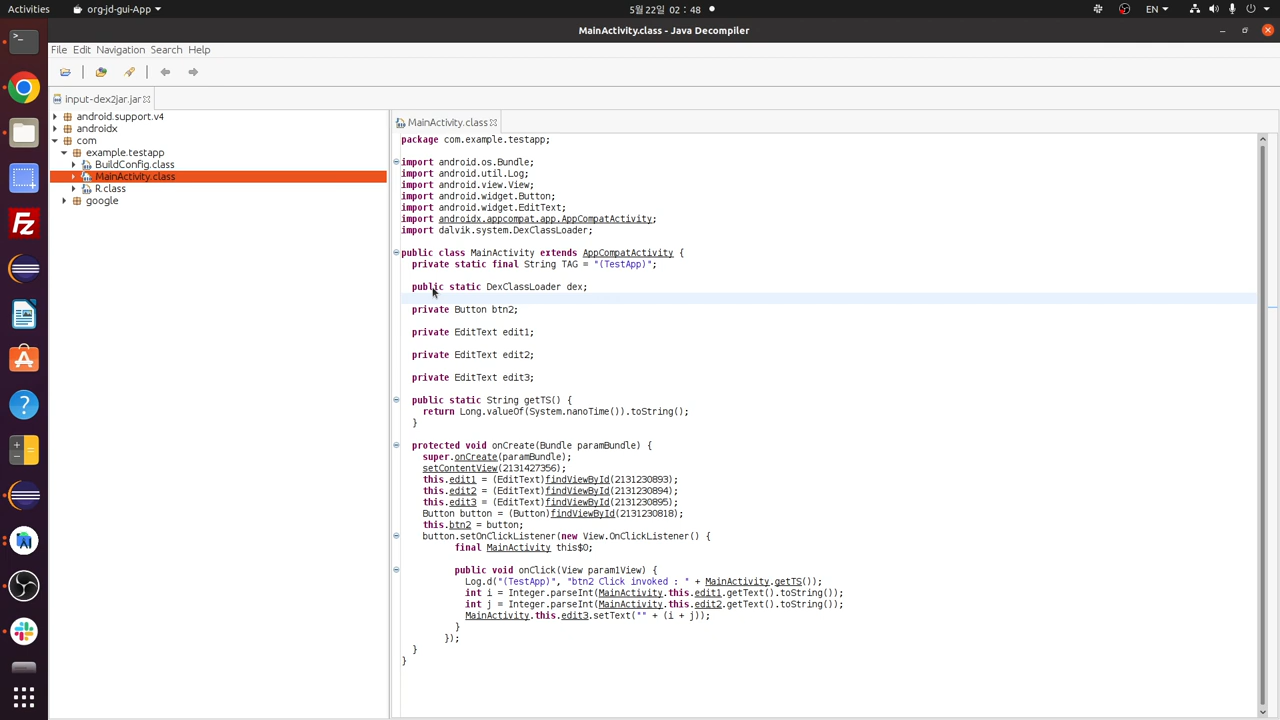 Activities
org-jd-gui-App
5월 22일 02 : 48
EN
MainActivity.class - Java Decompiler
File Edit Navigation Search Help
input-dex2jar.jar
android.support.v4
androidx
com
example.testapp
BuildConfig.class
MainActivity.class
R.class
google
MainActivity.class
package com.example.testapp;
import android.os.Bundle;
import android.util.Log;
import android.view.View;
import android.widget.Button;
import android.widget.EditText;
import androidx.appcompat.app.AppCompatActivity;
import dalvik.system.DexClassLoader;
public class MainActivity extends AppCompatActivity {
private static final String TAG = "(TestApp)";
public static DexClassLoader dex;
private Button btn2;
private EditText edit1;
private EditText edit2;
private EditText edit3;
public static String getTS() {
return Long.valueOf(System.nanoTime()).toString();
}
protected void onCreate(Bundle paramBundle) {
super.onCreate(paramBundle);
setContentView(2131427356);
this.edit1 = (EditText)findViewById(2131230893);
this.edit2 = (EditText)findViewById(2131230894);
this.edit3 = (EditText)findViewById(2131230895);
Button button = (Button)findViewById(2131230818);
this.btn2 = button;
button.setOnClickListener(new View.OnClickListener() {
final MainActivity this$0;
public void onClick(View param1View) {
Log.d("(TestApp)", "btn2 Click invoked : " + MainActivity.getTS());
int i = Integer.parseInt(MainActivity.this.edit1.getText().toString());
int j = Integer.parseInt(MainActivity.this.edit2.getText().toString());
MainActivity.this.edit3.setText("" + (i + j));
}
});
}
}